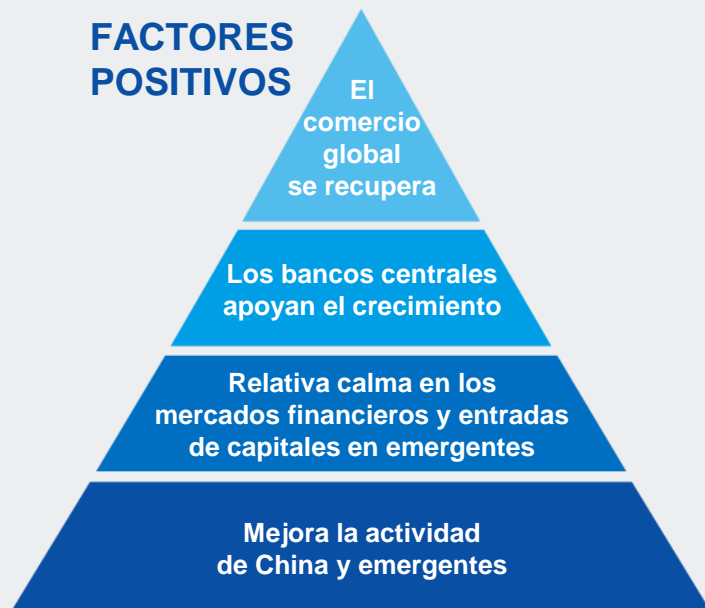 FACTORES
POSITIVOS
El
comercio
global
se recupera
Los bancos centrales
apoyan el crecimiento
Relativa calma en los
mercados financieros y entradas
de capitales en emergentes
Mejora la actividad
de China y emergentes